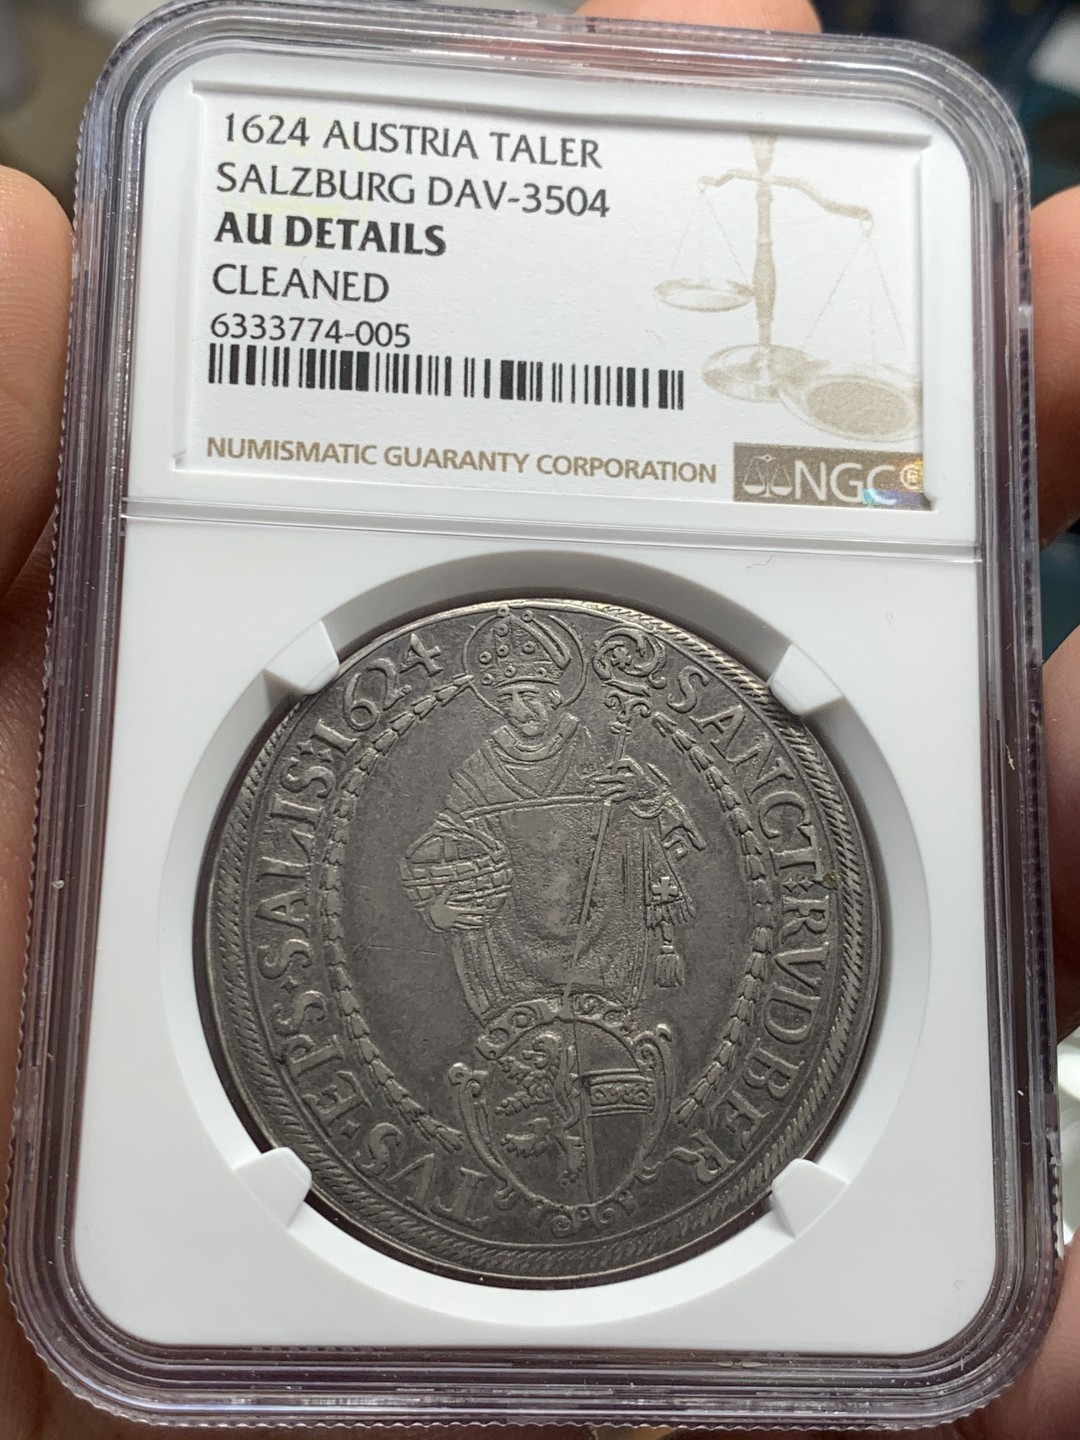 1624 AUSTRIA TALER
SALZBURG DAV-3504
AU DETAILS
CLEANED
6333774-005
NUMISMATIC GUARANTY CORPORATION
NGC®
SANCT:RVDBER
TVS·EPS·SALIS:1624